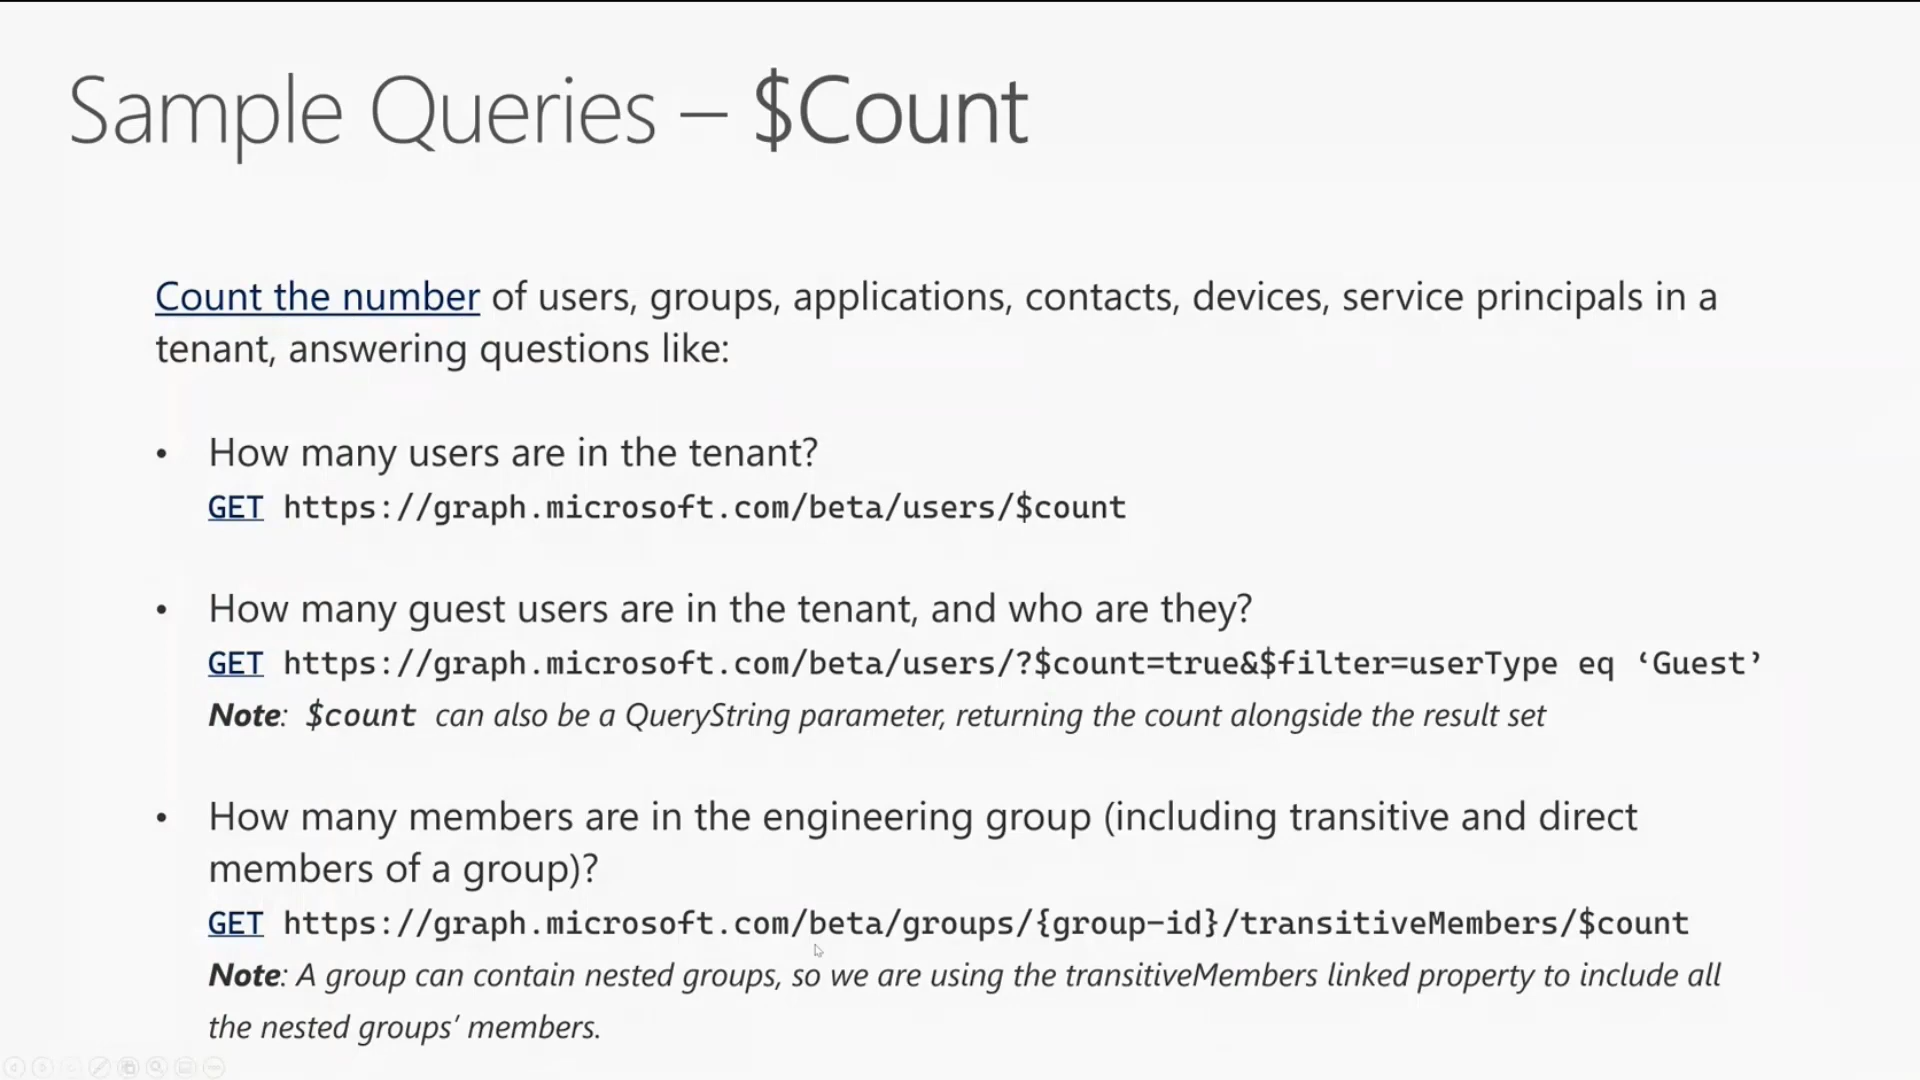 Sample Queries – $Count
Count the number of users, groups, applications, contacts, devices, service principals in a
tenant, answering questions like:
• How many users are in the tenant?
GET https://graph.microsoft.com/beta/users/$count
• How many guest users are in the tenant, and who are they?
GET https://graph.microsoft.com/beta/users/?$count=true&$filter=userType eq ‘Guest’
Note: $count can also be a QueryString parameter, returning the count alongside the result set
• How many members are in the engineering group (including transitive and direct
members of a group)?
GET https://graph.microsoft.com/beta/groups/{group-id}/transitiveMembers/$count
Note: A group can contain nested groups, so we are using the transitiveMembers linked property to include all
the nested groups’ members.